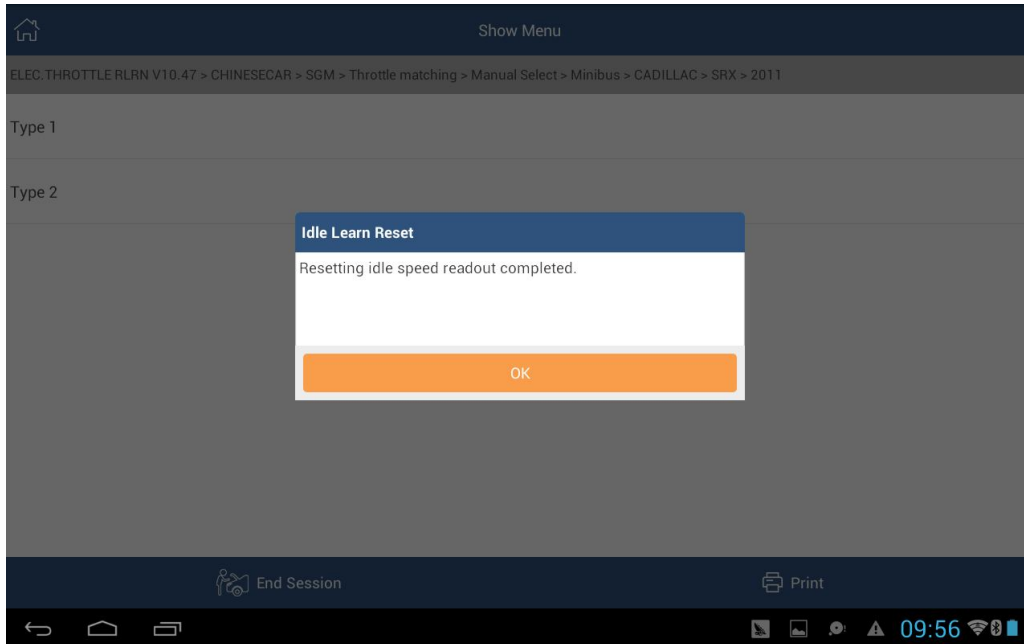 Show Menu
ELEC.THROTTLE RLRN V10.47 > CHINESECAR > SGM > Throttle matching > Manual Select > Minibus > CADILLAC > SRX > 2011
Type 1
Type 2
Idle Learn Reset
Resetting idle speed readout completed.
OK
End Session
Print
09:56